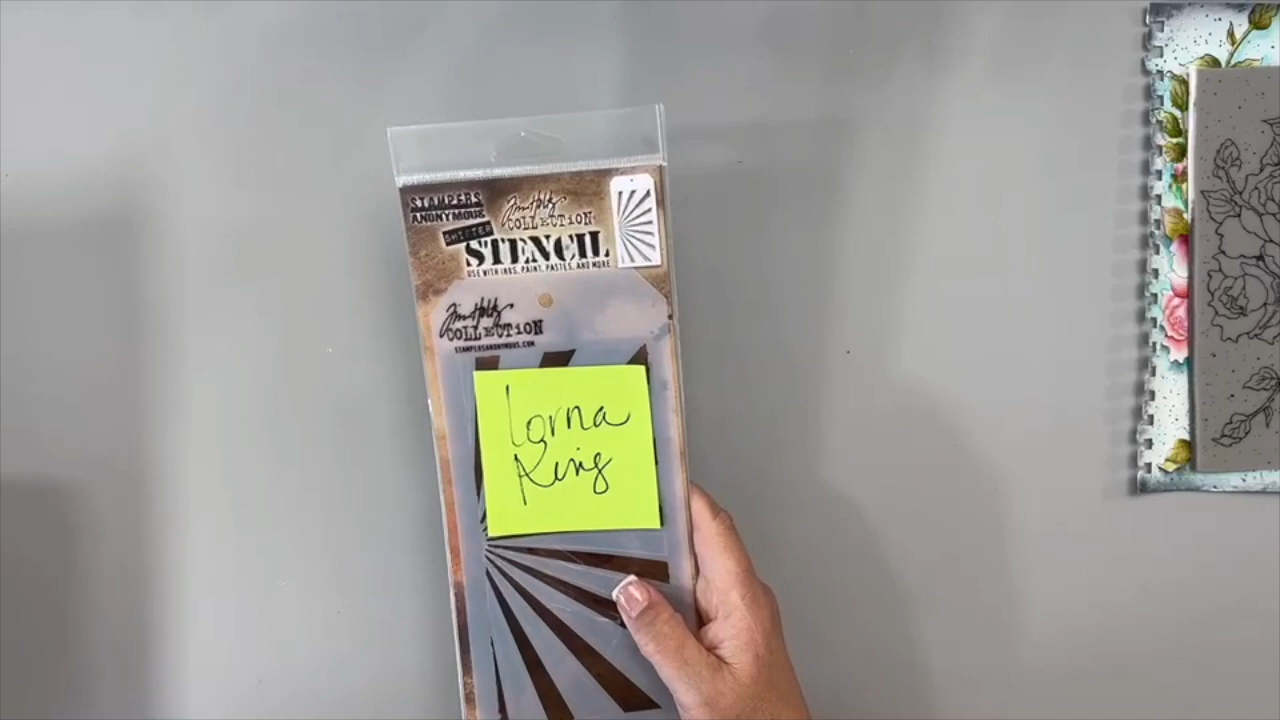 STAMPERS
ANONYMOUS
Tim Holtz
COLLECTION
SHIFTER
STENCIL
USE WITH INKS, PAINT, PASTES, AND MORE
Tim Holtz
COLLECTION
STAMPERSANONYMOUS.COM
Lorna
King